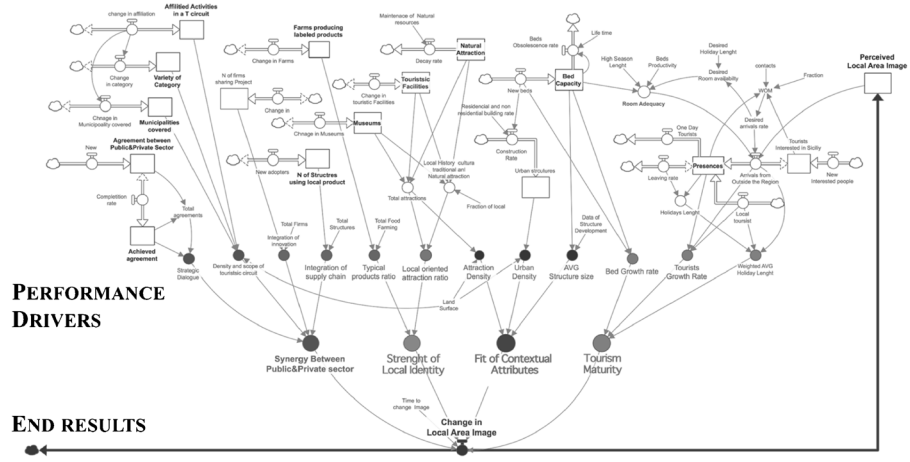 change in affiliation
Affilitied Activities
in a T circuit
Change
in category
Variety of
Category
Chnage in
Municipeality covered
Municipalities
covered
Agreement between
Public&Private Sector
New
Completition
rate
Total
agreements
Achieved
agreement
Strategic
Dialogue
Farms producing
labeled products
Change in Farms
N of firms
sharing Project
Change in
Chnage in Museums
Museums
New adopters
N of Structres
using local product
Maintenanse of Natural
resources
Decay rate
Natural
Attraction
Change in
touristic Facilities
Touristic
Facilities
Local History culture
traditional ani
Natural attraction
Total attractions
Fraction of local
Beds
Obsolescence rate
Life time
Bed
Capacity
New beds
Residencial and non
residential building rate
Construction
Rate
Urban structures
High Season
Lenght
Beds
Productivity
Room Adequacy
Desired
Holiday Lenght
Desired
Room availability
contacts
WOM
Fraction
Desired
arrivals rate
Perceived
Local Area Image
One Day
Tourists
Tourists
Interested in Sicily
Presences
Leaving rate
Arrivals from
Outside the Region
New
Interested people
Holidays Lenght
Local
tourist
Density and scope of
touristeic circuit
Total Firms
Integration of
innovation
Total
Structures
Integration of
supply chain
Total Food
Farming
Typical
products ratio
Local oriented
attraction ratio
Attraction
Density
Urban
Density
Data of
Structure
Development
AVG
Structure size
Bed Growth rate
Tourists
Growth Rate
Weighted AVG
Holiday Lenght
Land
Surface
PERFORMANCE
DRIVERS
Synergy Between
Public&Private sector
Strenght of
Local Identity
Fit of Contextual
Attributes
Tourism
Maturity
Time to
change Image
Change in
Local Area Image
END RESULTS